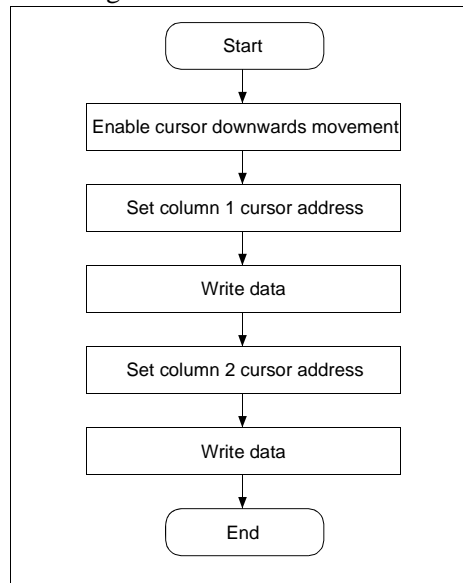 Start
Enable cursor downwards movement
Set column 1 cursor address
Write data
Set column 2 cursor address
Write data
End